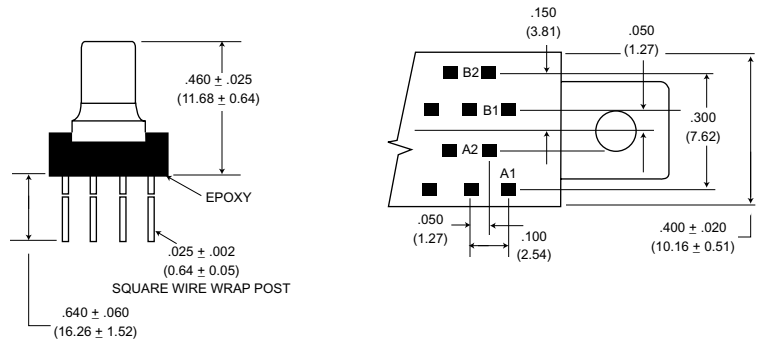 .460 ± .025
(11.68 ± 0.64)
EPOXY
.025 ± .002
(0.64 ± 0.05)
SQUARE WIRE WRAP POST
.640 ± .060
(16.26 ± 1.52)
.150
(3.81)
.050
(1.27)
B2
B1
A2
A1
.300
(7.62)
.050
(1.27)
.100
(2.54)
.400 ± .020
(10.16 ± 0.51)